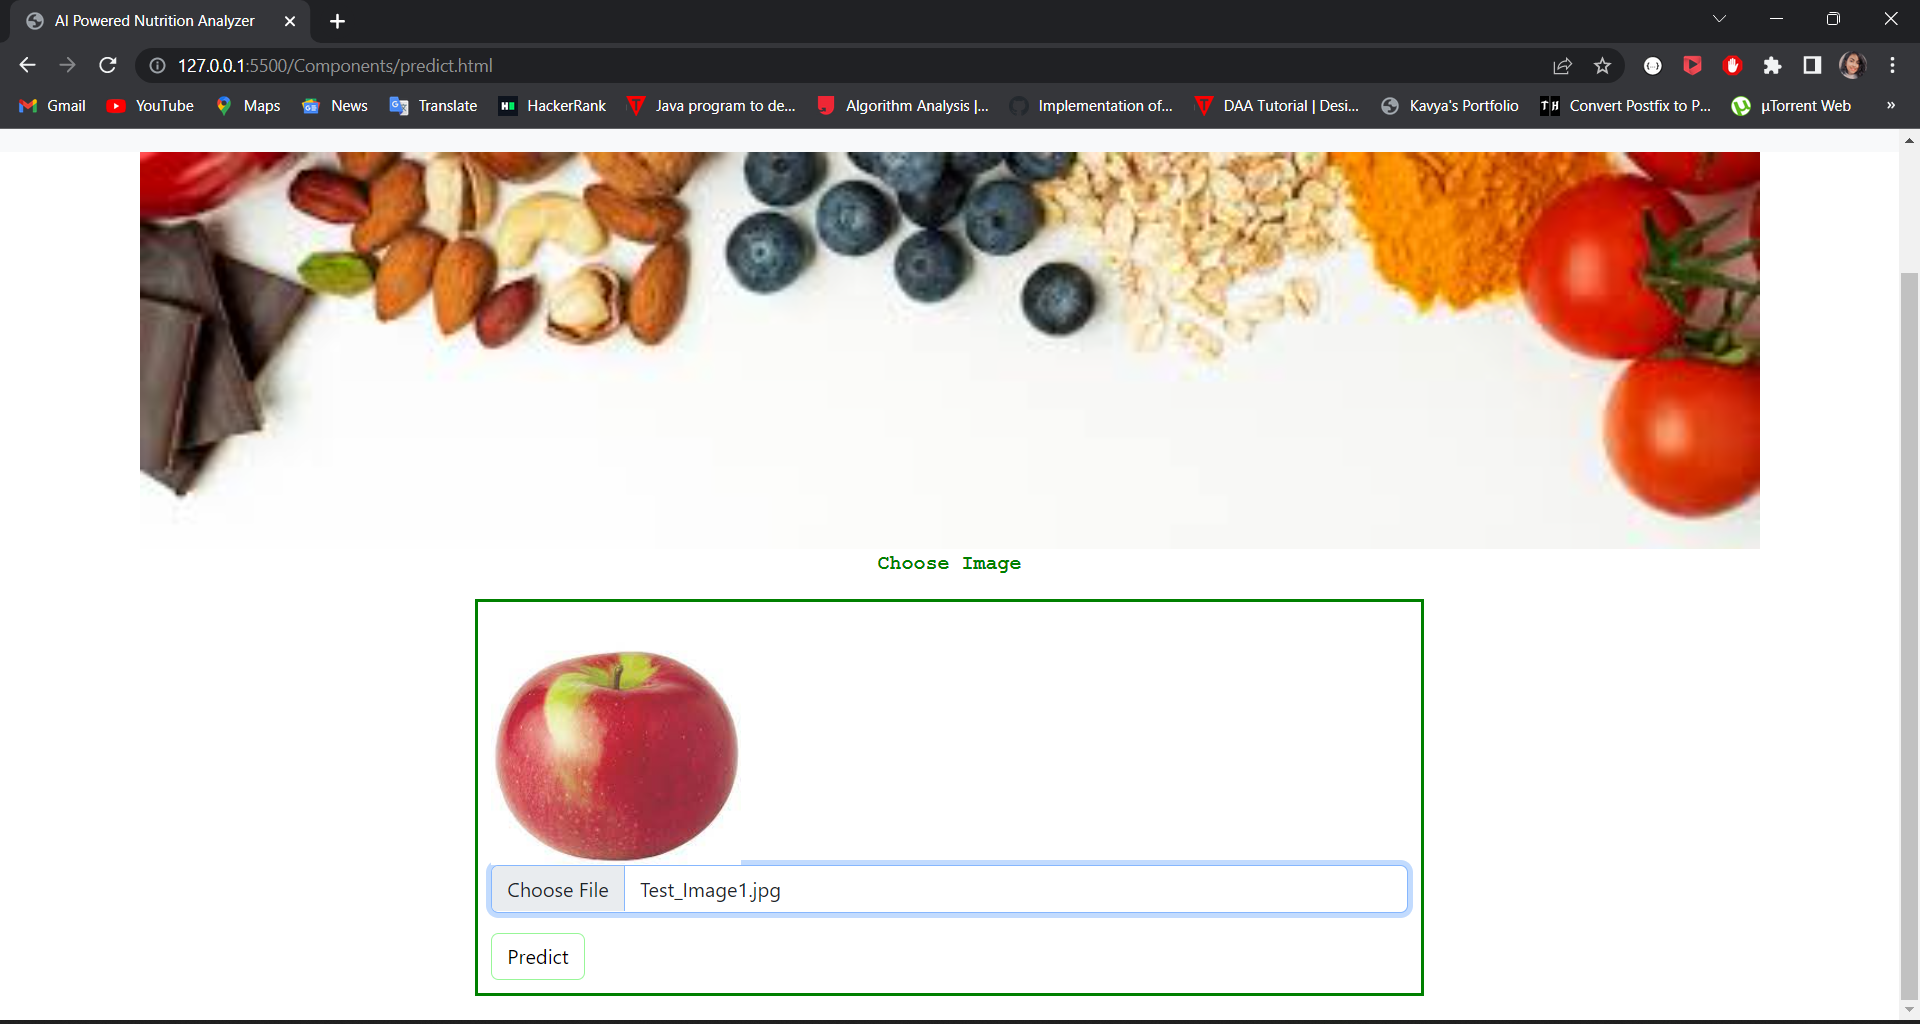 AI Powered Nutrition Analyzer
127.0.0.1:5500/Components/predict.html
Gmail YouTube Maps News Translate HackerRank Java program to de... Algorithm Analysis |... Implementation of... DAA Tutorial | Desi... Kavya's Portfolio Convert Postfix to P... µTorrent Web »
Choose Image
Choose File Test_Image1.jpg
Predict